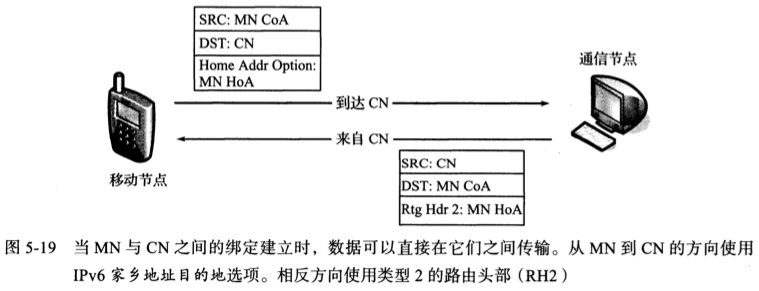 SRC: MN CoA
DST: CN
Home Addr Option:
MN HoA
通信节点
到达 CN
来自 CN
移动节点
SRC: CN
DST: MN CoA
Rtg Hdr 2: MN HoA
图 5-19 当 MN 与 CN 之间的绑定建立时，数据可以直接在它们之间传输。从 MN 到 CN 的方向使用
IPv6 家乡地址目的地选项。相反方向使用类型 2 的路由头部（RH2）